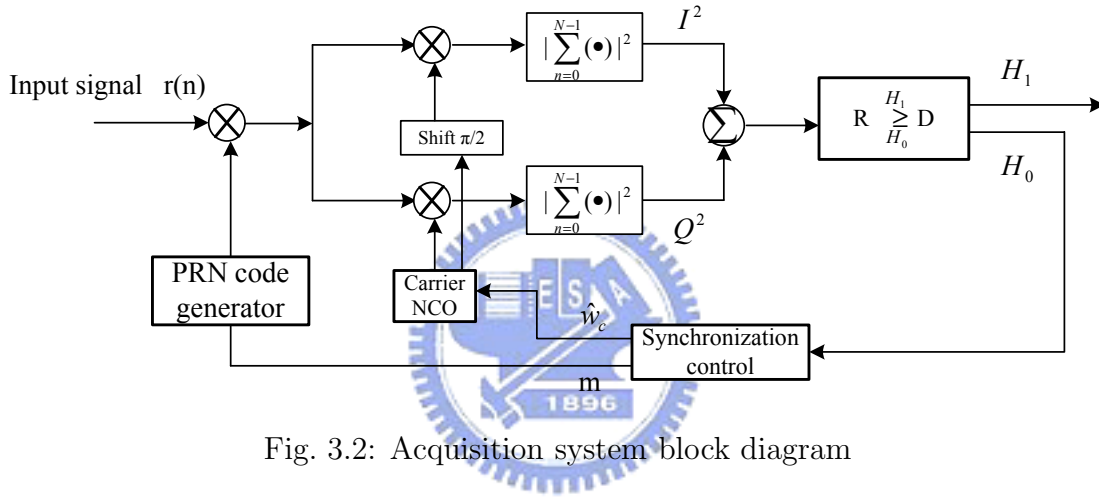 I²
|∑_{n=0}^{N-1}(•)|²
H₁
Input signal r(n)
Shift π/2
∑
R ≥ D
H₁
H₀
H₀
|∑_{n=0}^{N-1}(•)|²
Q²
PRN code
generator
Carrier
NCO
ESA
ŵ_c
Synchronization
control
m
1896
Fig. 3.2: Acquisition system block diagram